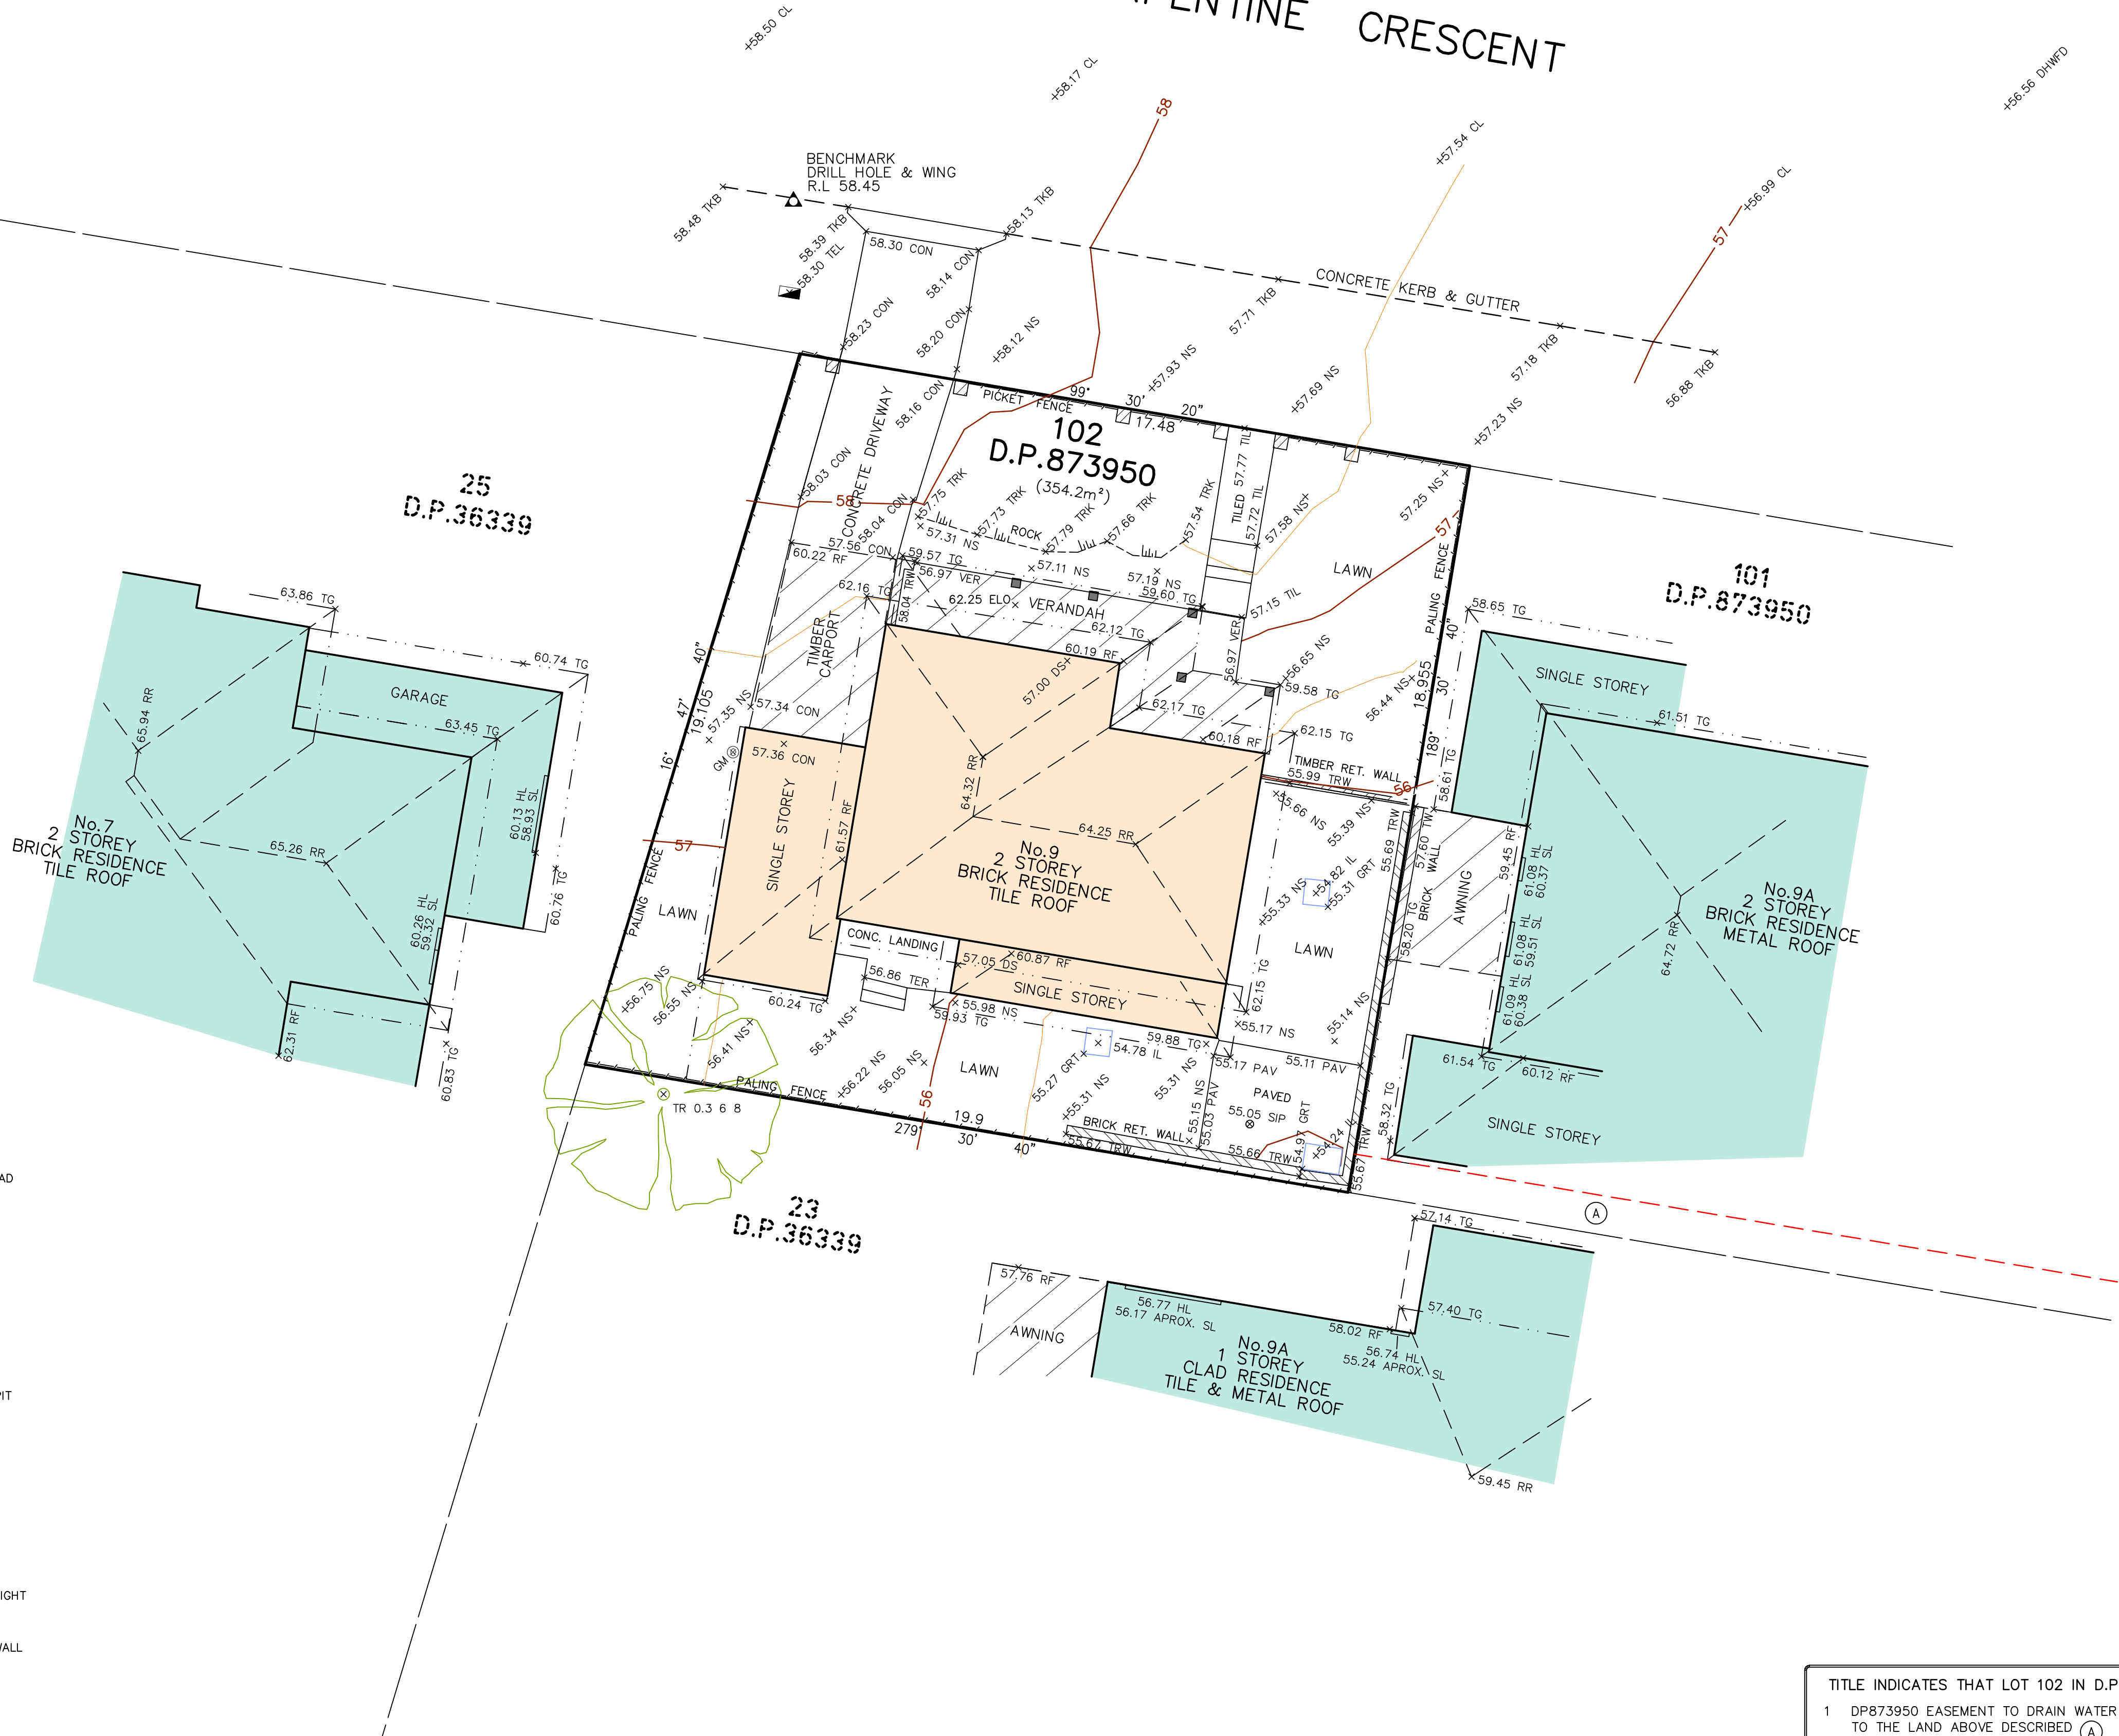 CRESCENT
+58.50 CL
+58.17 CL
58
+57.54 CL
+56.99 CL
57
+56.56 DHWFD
BENCHMARK
DRILL HOLE & WING
R.L 58.45
58.48 TKB
58.39 TKB
58.30 TEL
58.30 CON
58.13 TKB
58.14 CON
+58.23 CON
58.20 CON
+58.12 NS
57.71 TKB
CONCRETE KERB & GUTTER
57.18 TKB
56.88 TKB
58.16 CON
PICKET FENCE
99° 30' 20"
17.48
+57.93 NS
+57.69 NS
+57.23 NS
102
D.P.873950
(354.2m²)
CONCRETE DRIVEWAY
TILED 57.77 TIL
57.72 TIL
57.58 NS
57.25 NS
57
+58.03 CON
58
58.04 CON
57.75 TRK
57.73 TRK
57.79 TRK
57.66 TRK
57.54 TRK
ROCK
57.31 NS
57.56 CON
60.22 RF
59.57 TG
56.97 VER
57.11 NS
57.19 NS
59.60 TG
58.04 TRW
62.16 TG
62.25 ELO
VERANDAH
62.12 TG
60.19 RF
57.15 TIL
56.97 VER
LAWN
PALING FENCE
TIMBER
CARPORT
57.00 DS
+56.65 NS
59.58 TG
62.17 TG
60.18 RF
62.15 TG
56.44 NS
18.955
189° 30' 40"
16° 47' 40"
19.105
57.35 NS
57.34 CON
GM
57.36 CON
SINGLE STOREY
61.57 RF
64.32 RR
64.25 RR
No.9
2 STOREY
BRICK RESIDENCE
TILE ROOF
TIMBER RET. WALL
55.99 TRW
56
55.66 NS
55.39 NS
55.69 TRW
+54.82 IL
+55.31 GRT
+55.33 NS
LAWN
57
PALING FENCE
LAWN
CONC. LANDING
56.86 TER
57.05 DS
60.87 RF
SINGLE STOREY
62.15 TG
+56.75 NS
56.55 NS
60.24 TG
55.98 NS
59.93 TG
56.34 NS
56.41 NS
+56.22 NS
56.05 NS
LAWN
54.78 IL
55.27 GRT
59.88 TG
+55.17 NS
55.14 NS
55.17 PAV
55.11 PAV
55.31 NS
+55.31 NS
PAVED
55.05 SIP
55.15 NS
55.03 PAV
BRICK RET. WALL
55.67 TRW
55.66 TRW
54.97 GRT
+54.24 IL
55.67 TRW
PALING FENCE
56
19.9
279° 30' 40"
TR 0.3 6 8
25
D.P.36339
63.86 TG
60.74 TG
GARAGE
63.45 TG
65.94 RR
65.26 RR
60.13 HL
58.93 SL
60.26 HL
59.32 SL
60.76 TG
No.7
2 STOREY
BRICK RESIDENCE
TILE ROOF
62.31 RF
60.83 TG
101
D.P.873950
58.65 TG
SINGLE STOREY
61.51 TG
58.61 TG
57.60 TW
BRICK WALL
59.45 RF
AWNING
61.08 HL
60.37 SL
61.08 HL
59.51 SL
61.09 HL
60.38 SL
58.20 TG
64.72 RR
No.9A
2 STOREY
BRICK RESIDENCE
METAL ROOF
61.54 TG
60.12 RF
58.32 TG
SINGLE STOREY
A
23
D.P.36339
57.14 TG
57.76 RF
AWNING
56.77 HL
56.17 APROX. SL
57.40 TG
58.02 RF
56.74 HL
55.24 APROX. SL
No.9A
1 STOREY
CLAD RESIDENCE
TILE & METAL ROOF
59.45 RR
TITLE INDICATES THAT LOT 102 IN D.P
1 DP873950 EASEMENT TO DRAIN WATER
TO THE LAND ABOVE DESCRIBED A